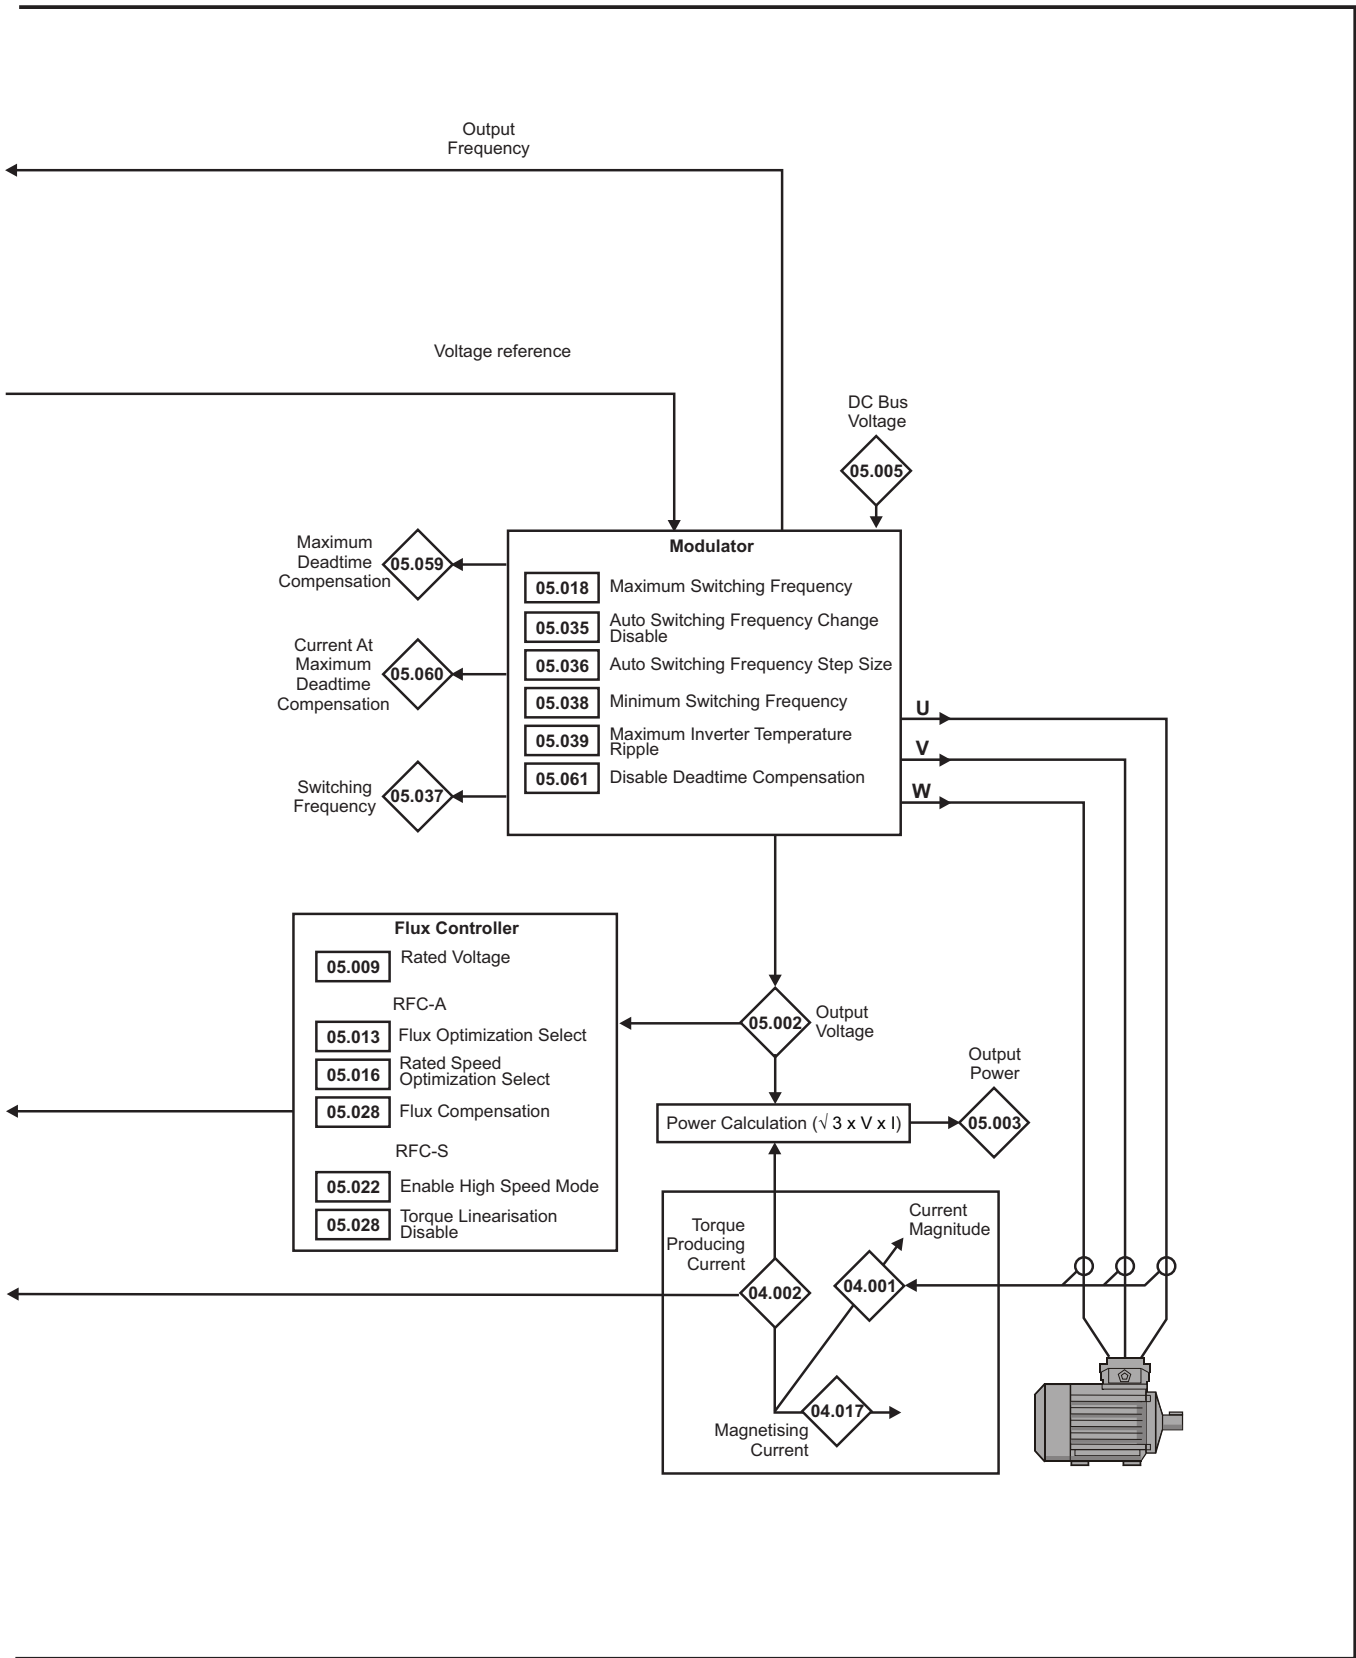 Output
Frequency
Voltage reference
DC Bus
Voltage
05.005
Maximum
Deadtime
Compensation
05.059
Current At
Maximum
Deadtime
Compensation
05.060
Switching
Frequency
05.037
Modulator
05.018 Maximum Switching Frequency
05.035 Auto Switching Frequency Change
Disable
05.036 Auto Switching Frequency Step Size
05.038 Minimum Switching Frequency
05.039 Maximum Inverter Temperature
Ripple
05.061 Disable Deadtime Compensation
U
V
W
Flux Controller
05.009 Rated Voltage
RFC-A
05.013 Flux Optimization Select
05.016 Rated Speed
Optimization Select
05.028 Flux Compensation
RFC-S
05.022 Enable High Speed Mode
05.028 Torque Linearisation
Disable
05.002 Output
Voltage
Output
Power
05.003
Power Calculation (√ 3 x V x I)
Torque
Producing
Current
04.002
Current
Magnitude
04.001
04.017
Magnetising
Current